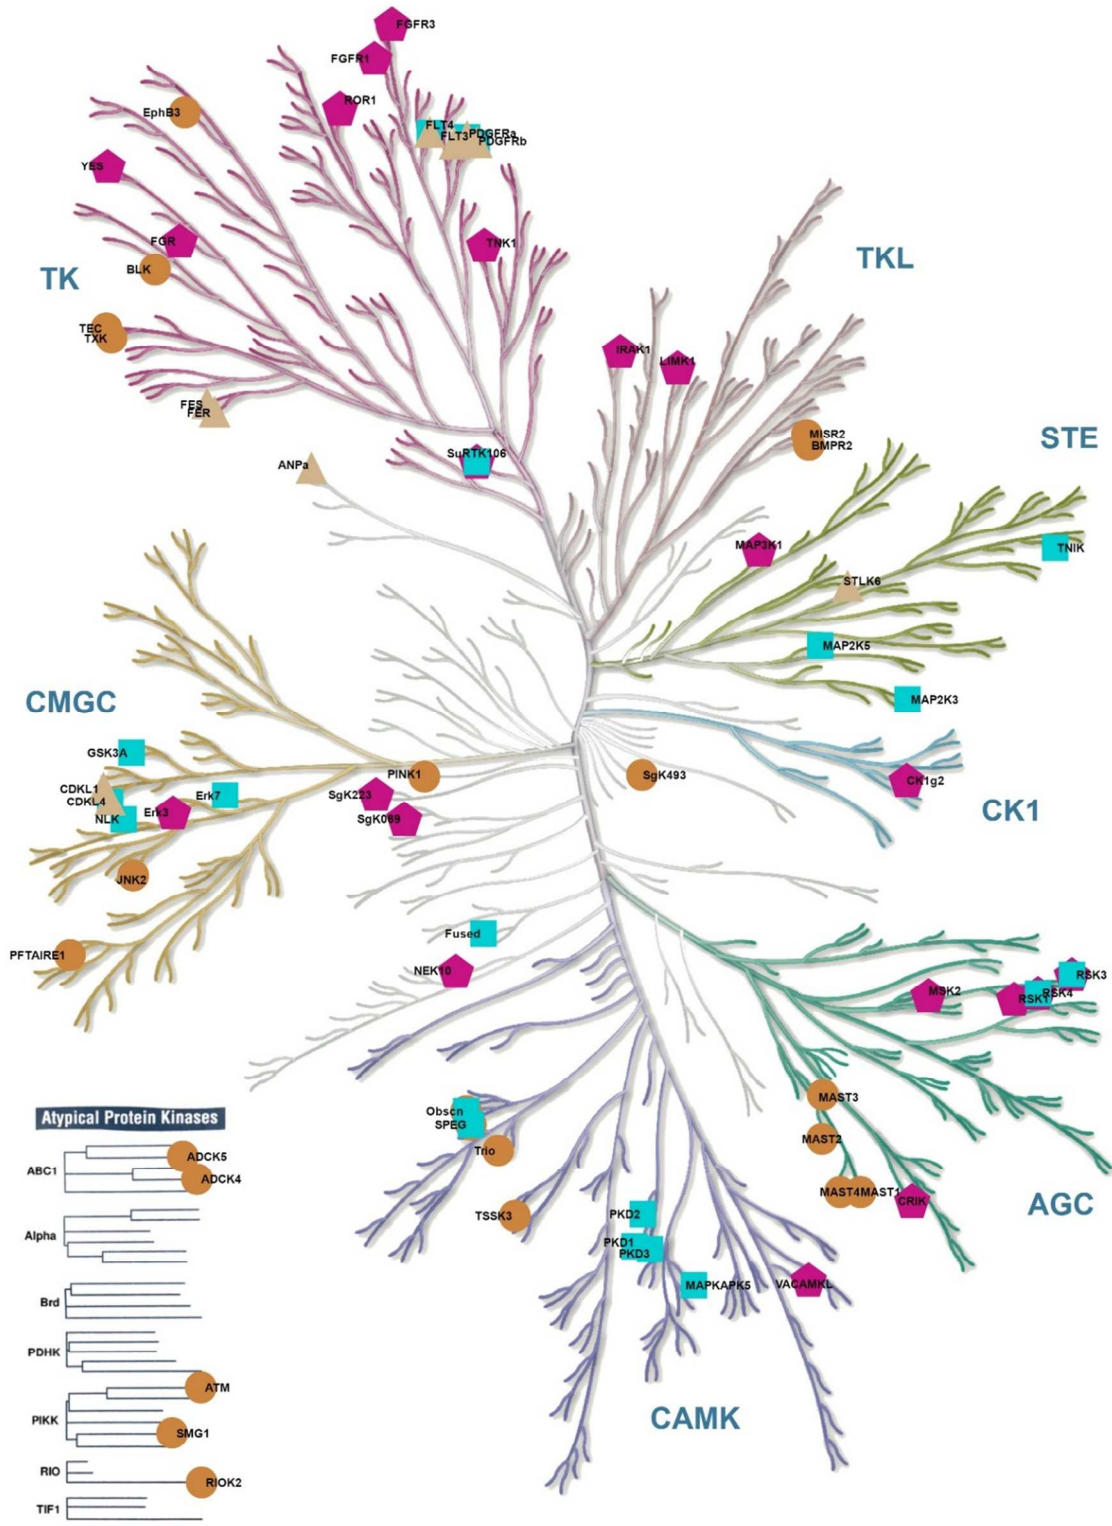 FGFR3
FGFR1
ROR1
EphB3
FLT4
FLT3
PDGFRa
PDGFRb
YES
FGR
TNK1
BLK
TK
TKL
TEC
TXK
IRAK1
LIMK1
FES
FER
MISR2
BMPR2
STE
SuRTK106
ANPa
MAP3K1
TNIK
STLK6
MAP2K5
CMGC
MAP2K3
GSK3A
PINK1
SgK493
CK1g2
CDKL1
CDKL4
Erk7
SgK223
NLK
Erk3
SgK069
CK1
JNK2
Fused
PFTAIRE1
NEK10
RSK3
MSK2
RSK4
RSK1
Atypical Protein Kinases
Obscn
SPEG
Trio
MAST3
MAST2
ABC1
ADCK5
ADCK4
MAST4
MAST1
CRIK
AGC
TSSK3
PKD2
Alpha
PKD1
PKD3
MAPKAPK5
VACAMKL
Brd
PDHK
ATM
CAMK
PIKK
SMG1
RIO
RIOK2
TIF1